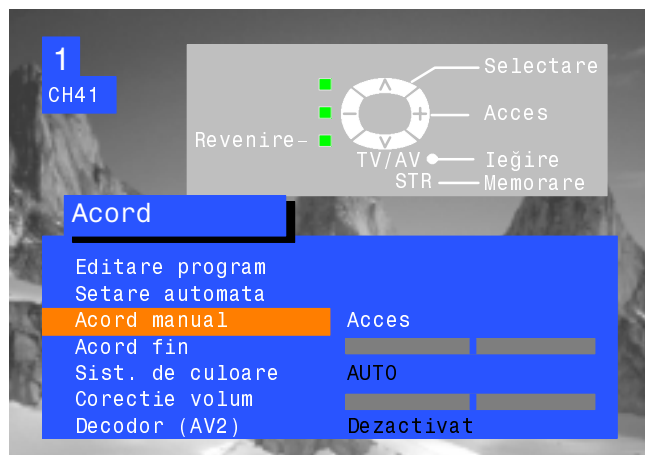 1
CH41
Selectare
Acces
Revenire-
TV/AV
Ieğire
STR
Memorare
Acord
Editare program
Setare automata
Acord manual Acces
Acord fin
Sist. de culoare AUTO
Corectie volum
Decodor (AV2) Dezactivat